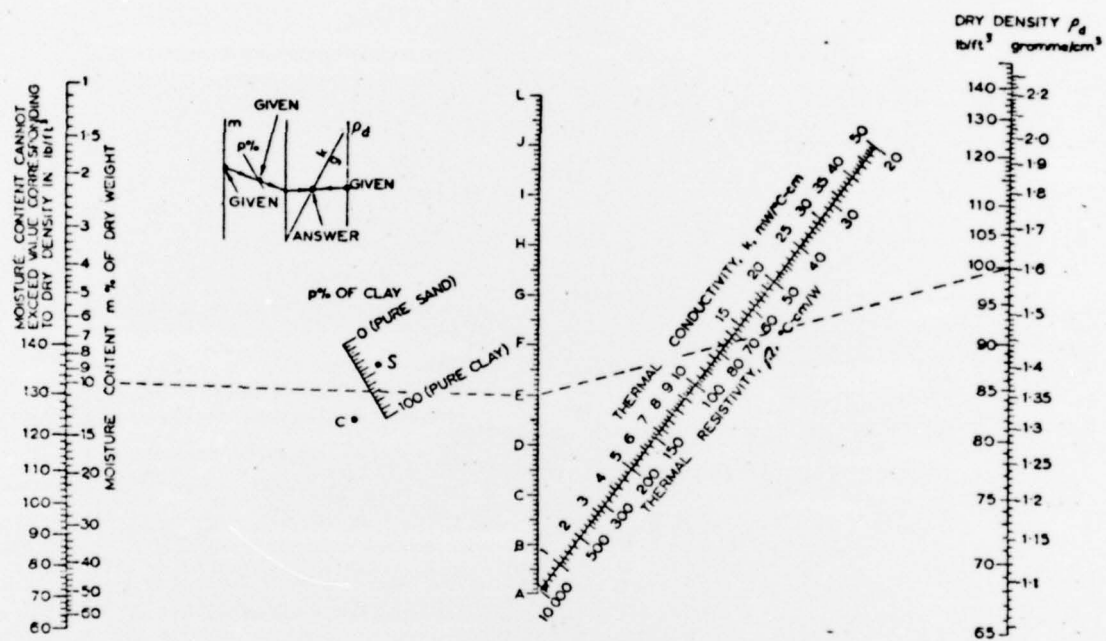 MOISTURE CONTENT CANNOT
EXCEED VALUE CORRESPONDING
TO DRY DENSITY IN lb/ft³
140
130
120
110
100
90
80
70
60
1
1·5
2
3
4
5
6
7
8
9
10
15
20
30
40
50
60
MOISTURE CONTENT m % OF DRY WEIGHT
GIVEN
m
p%
k
g
ρd
GIVEN
GIVEN
ANSWER
p% OF CLAY
0 (PURE SAND)
S
100 (PURE CLAY)
C
L
J
I
H
G
F
E
D
C
B
A
THERMAL CONDUCTIVITY, k, mW/°C-cm
1
2
3
4
5
6
7
8
9
10
15
20
25
30
35
40
50
THERMAL RESISTIVITY, °C-cm/W
10 000
500
300
200
150
100
80
70
60
50
40
30
20
DRY DENSITY ρd
lb/ft³ gramme/cm³
140
130
120
110
105
100
95
90
85
80
75
70
65
2·2
2·0
1·9
1·8
1·7
1·6
1·5
1·4
1·35
1·3
1·25
1·2
1·15
1·1